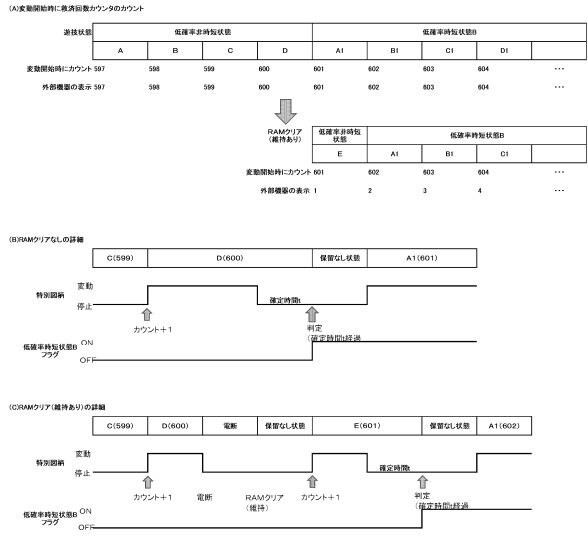 (A)変動開始時に救済回数カウンタのカウント
遊技状態 低確率非時短状態 低確率時短状態B
A B C D A1 B1 C1 D1
変動開始時にカウント 597 598 599 600 601 602 603 604 ・・・
外部機器の表示 597 598 599 600 601 602 603 604 ・・・
RAMクリア
(維持あり)
低確率非時短
状態
低確率時短状態B
E A1 B1 C1
変動開始時にカウント 601 602 603 604 ・・・
外部機器の表示 1 2 3 4 ・・・
(B)RAMクリアなしの詳細
C(599) D(600) 保留なし状態 A1(601)
特別図柄
変動
停止
確定時間t
カウント+1
判定
(確定時間t経過
低確率時短状態B
フラグ
ON
OFF
(C)RAMクリア(維持あり)の詳細
C(599) D(600) 電断 保留なし状態 E(601) 保留なし状態 A1(602)
特別図柄
変動
停止
確定時間t
カウント+1
電断
RAMクリア
(維持)
カウント+1
判定
(確定時間t経過
低確率時短状態B
フラグ
ON
OFF